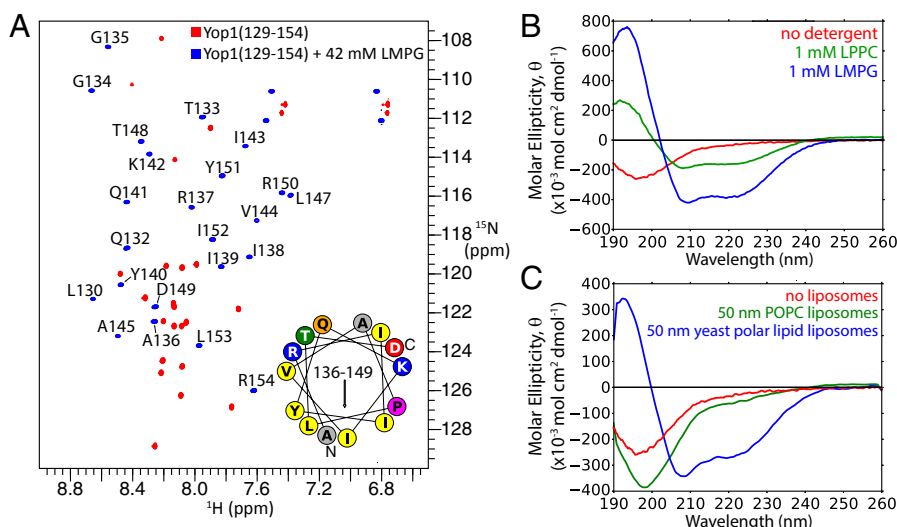 A
Yop1(129-154)
Yop1(129-154) + 42 mM LMPG
G135
G134
T133
T148
I143
K142
Y151
Q141
R137
R150
L147
V144
Q132
I152
I138
Y140
I139
L130
D149
A145
A136
L153
R154
136-149
A
I
D
C
K
P
I
I
A
N
L
Y
V
R
T
Q
108
110
112
114
116
118
120
122
124
126
128
15N
(ppm)
8.8
8.4
8.0
7.6
7.2
6.8
1H (ppm)
B
no detergent
1 mM LPPC
1 mM LMPG
Molar Ellipticity, θ
(x10-3 mol cm2 dmol-1)
800
600
400
200
0
−200
−400
−600
190 200 210 220 230 240 250 260
Wavelength (nm)
C
no liposomes
50 nm POPC liposomes
50 nm yeast polar lipid liposomes
Molar Ellipticity, θ
(x10-3 mol cm2 dmol-1)
400
300
200
100
0
−100
−200
−300
−400
190 200 210 220 230 240 250 260
Wavelength (nm)